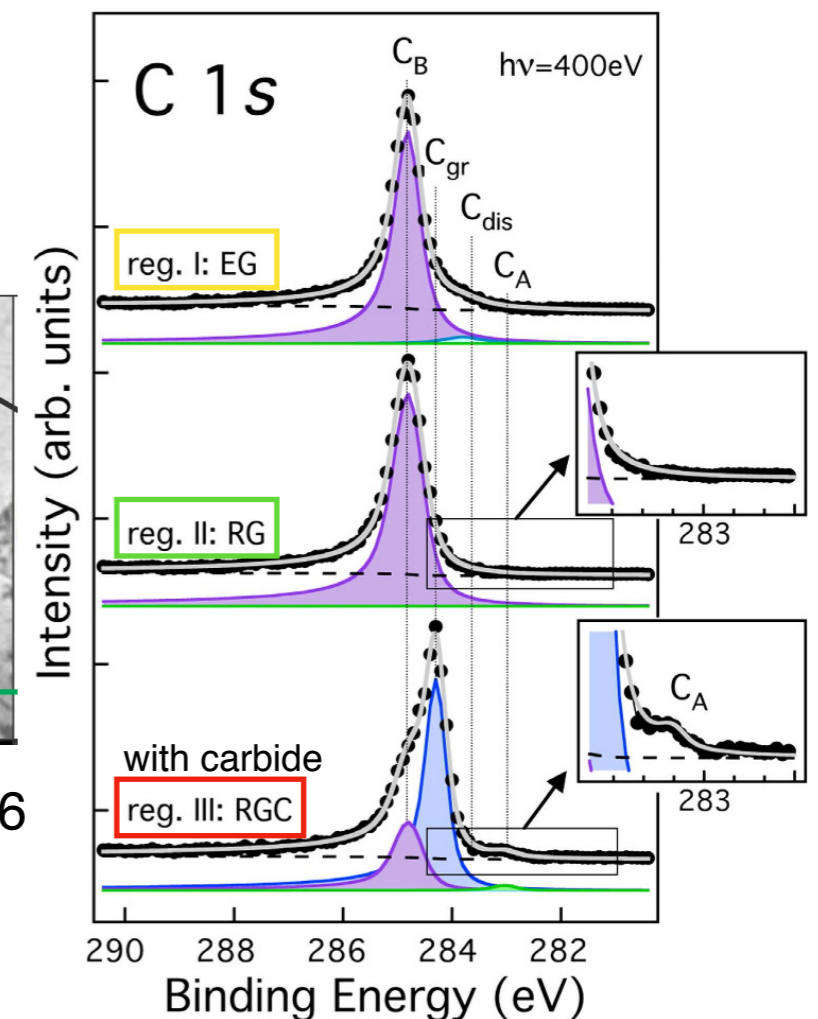 C 1s
hν=400eV
C_B
C_gr
C_dis
C_A
reg. I: EG
reg. II: RG
283
C_A
with carbide
reg. III: RGC
283
6
290 288 286 284 282
Binding Energy (eV)
Intensity (arb. units)